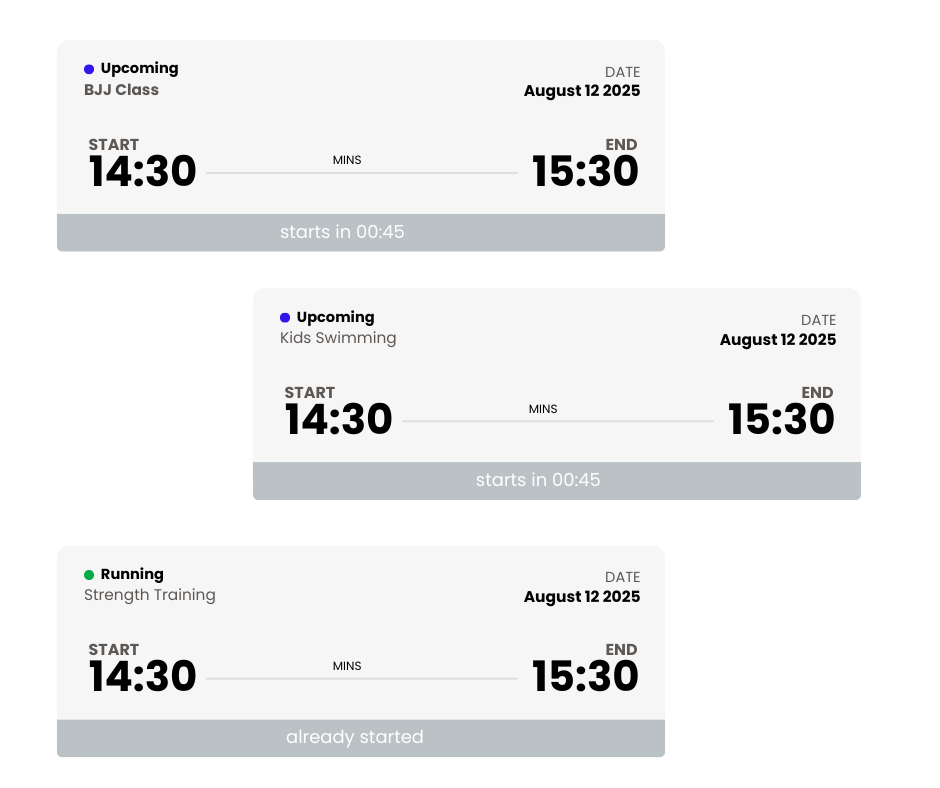 Upcoming
DATE
BJJ Class
August 12 2025
START
END
14:30
MINS
15:30
starts in 00:45
Upcoming
DATE
Kids Swimming
August 12 2025
START
END
14:30
MINS
15:30
starts in 00:45
Running
DATE
Strength Training
August 12 2025
START
END
14:30
MINS
15:30
already started